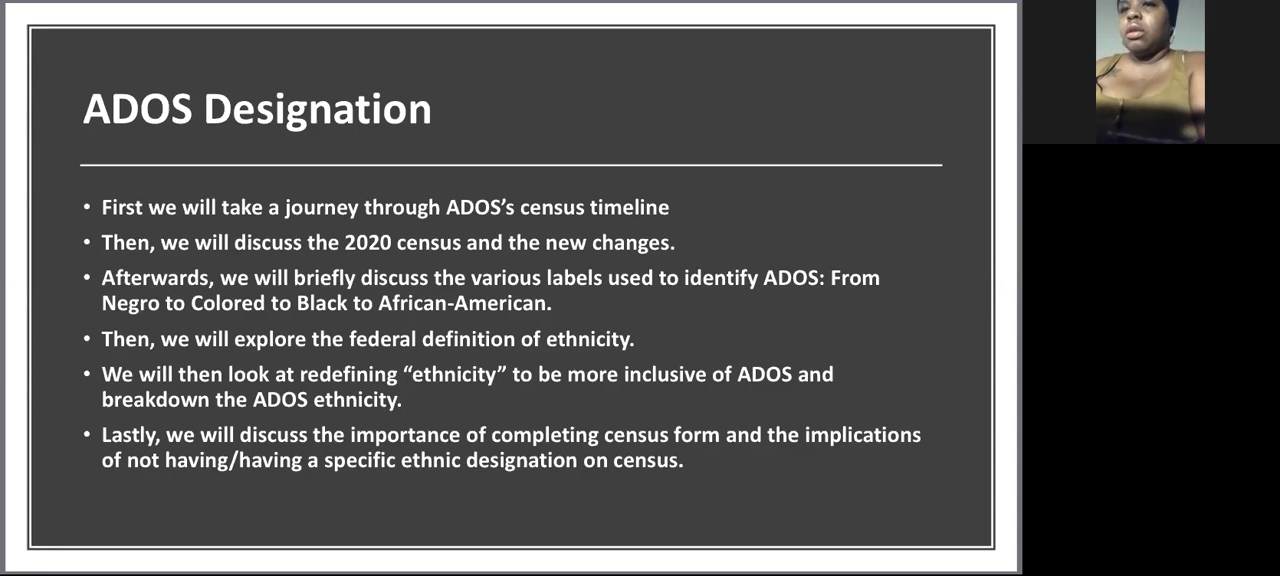 ADOS Designation
• First we will take a journey through ADOS’s census timeline
• Then, we will discuss the 2020 census and the new changes.
• Afterwards, we will briefly discuss the various labels used to identify ADOS: From
Negro to Colored to Black to African-American.
• Then, we will explore the federal definition of ethnicity.
• We will then look at redefining “ethnicity” to be more inclusive of ADOS and
breakdown the ADOS ethnicity.
• Lastly, we will discuss the importance of completing census form and the implications
of not having/having a specific ethnic designation on census.